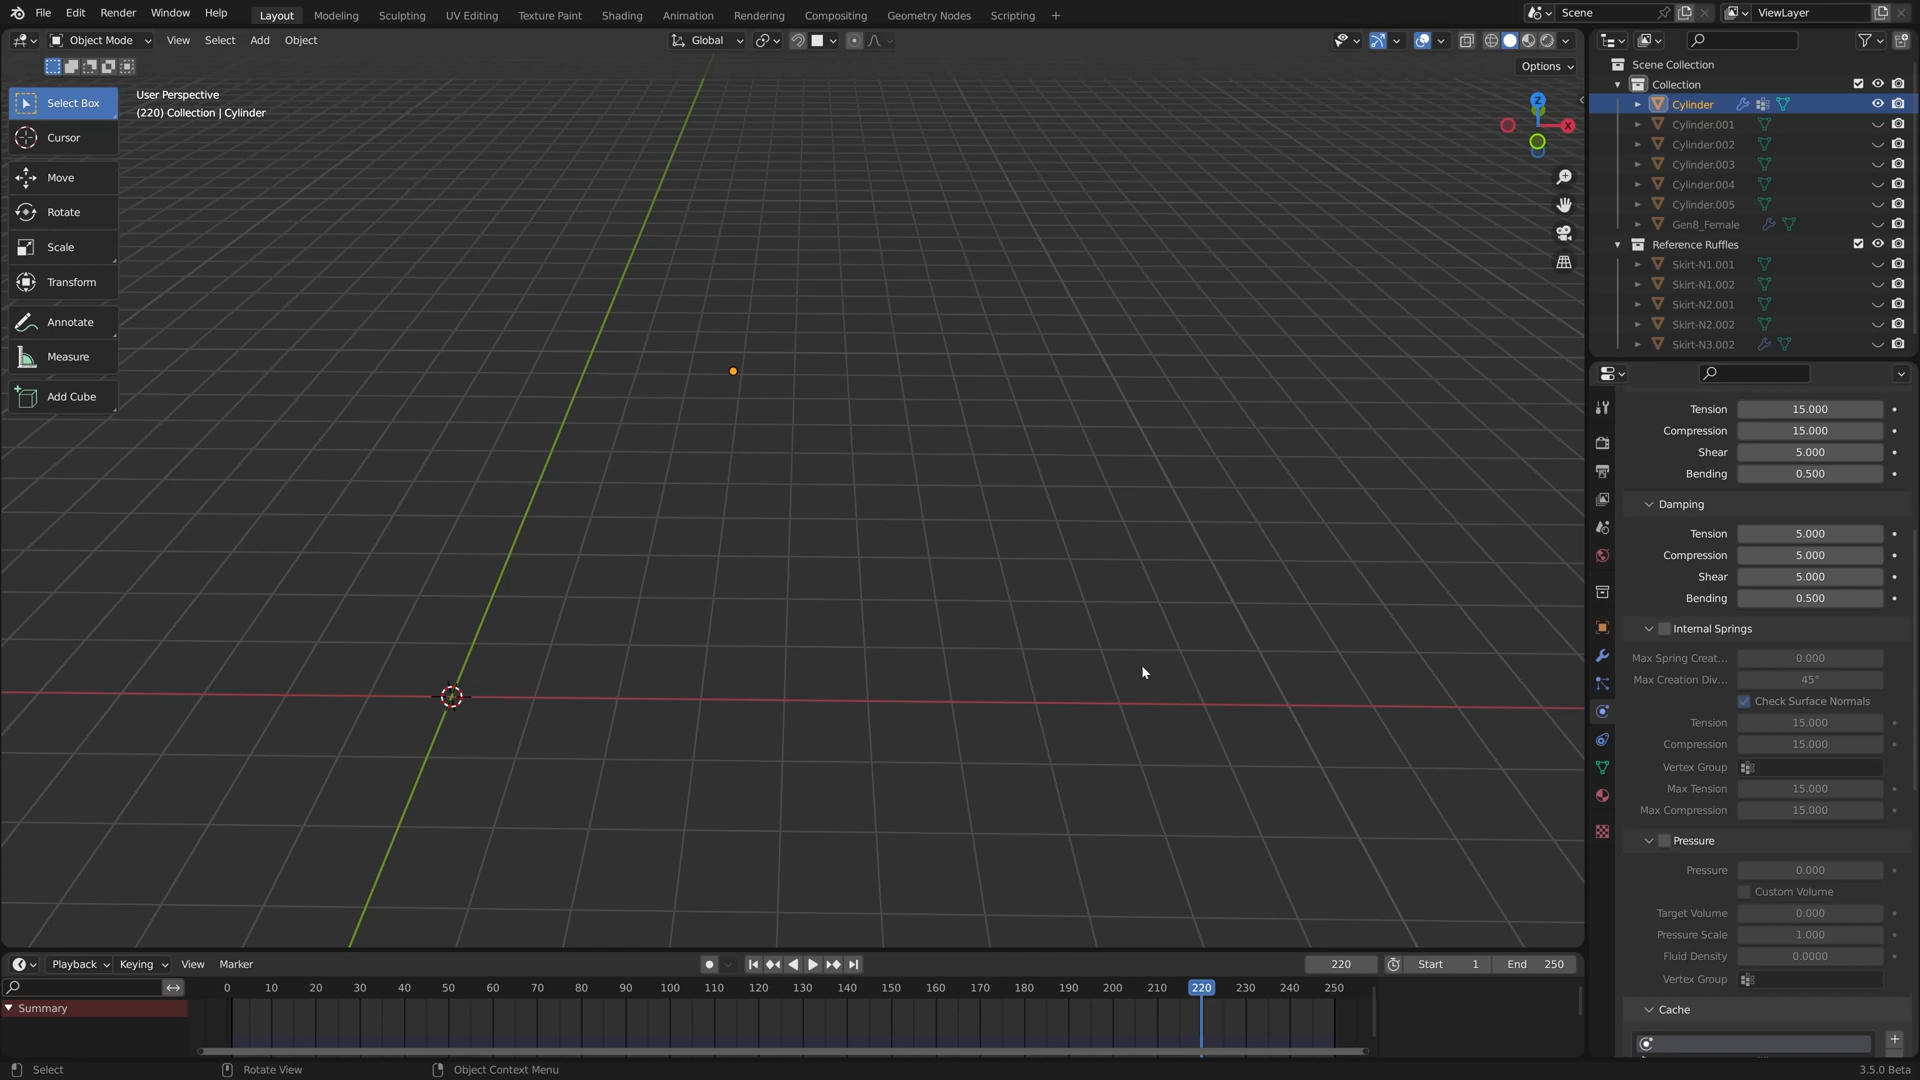 File Edit Render Window Help Layout Modeling Sculpting UV Editing Texture Paint Shading Animation Rendering Compositing Geometry Nodes Scripting + Scene ViewLayer
Object Mode View Select Add Object Global
Options
Select Box
Cursor
Move
Rotate
Scale
Transform
Annotate
Measure
Add Cube
User Perspective
(220) Collection | Cylinder
Z
X
Scene Collection
Collection
Cylinder
Cylinder.001
Cylinder.002
Cylinder.003
Cylinder.004
Cylinder.005
Gen8_Female
Reference Ruffles
Skirt-N1.001
Skirt-N1.002
Skirt-N2.001
Skirt-N2.002
Skirt-N3.002
Tension 15.000
Compression 15.000
Shear 5.000
Bending 0.500
Damping
Tension 5.000
Compression 5.000
Shear 5.000
Bending 0.500
Internal Springs
Max Spring Creat... 0.000
Max Creation Div... 45°
Check Surface Normals
Tension 15.000
Compression 15.000
Vertex Group
Max Tension 15.000
Max Compression 15.000
Pressure
Pressure 0.000
Custom Volume
Target Volume 0.000
Pressure Scale 1.000
Fluid Density 0.0000
Vertex Group
Cache
+
Playback Keying View Marker 220 Start 1 End 250
0 10 20 30 40 50 60 70 80 90 100 110 120 130 140 150 160 170 180 190 200 210 220 230 240 250
Summary
Select Rotate View Object Context Menu 3.5.0 Beta